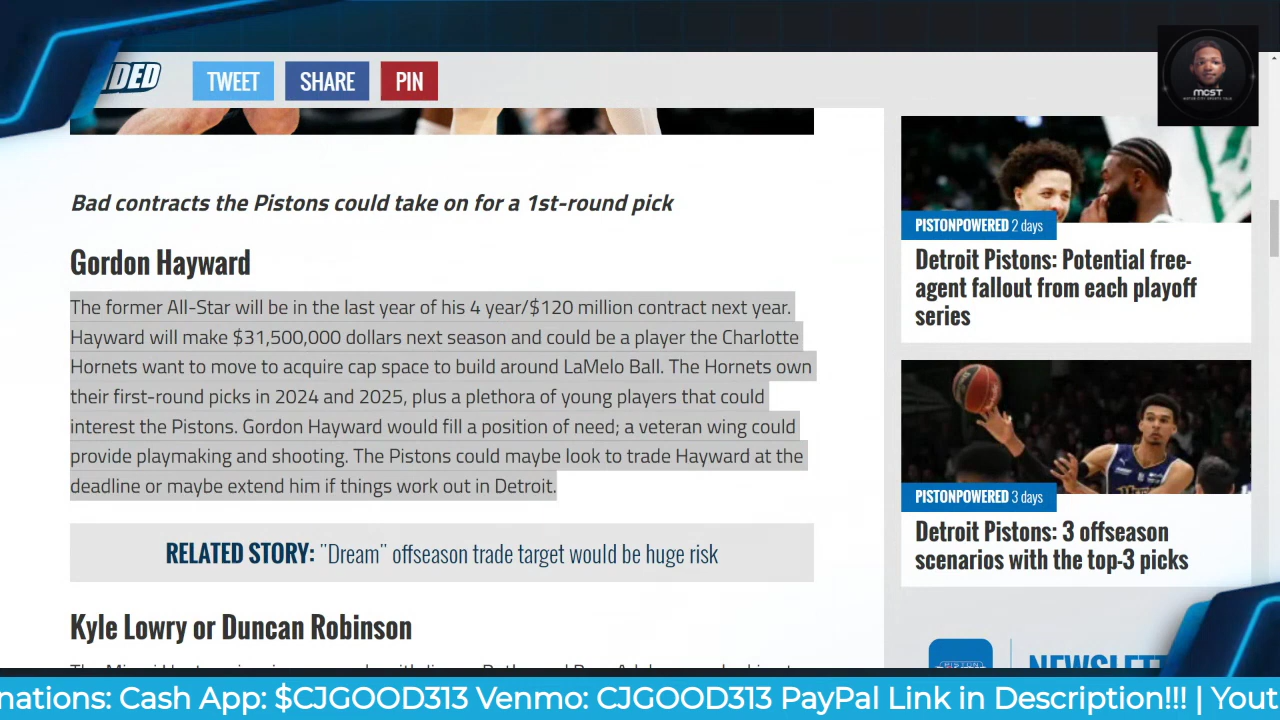 DED
TWEET
SHARE
PIN
MCST
MOTOR CITY SPORTS TALK
Bad contracts the Pistons could take on for a 1st-round pick
Gordon Hayward
The former All-Star will be in the last year of his 4 year/$120 million contract next year.
Hayward will make $31,500,000 dollars next season and could be a player the Charlotte
Hornets want to move to acquire cap space to build around LaMelo Ball. The Hornets own
their first-round picks in 2024 and 2025, plus a plethora of young players that could
interest the Pistons. Gordon Hayward would fill a position of need; a veteran wing could
provide playmaking and shooting. The Pistons could maybe look to trade Hayward at the
deadline or maybe extend him if things work out in Detroit.
RELATED STORY: "Dream" offseason trade target would be huge risk
Kyle Lowry or Duncan Robinson
PISTONPOWERED 2 days
Detroit Pistons: Potential free-
agent fallout from each playoff
series
PISTONPOWERED 3 days
Detroit Pistons: 3 offseason
scenarios with the top-3 picks
PISTON
NEWSLETT
nations: Cash App: $CJGOOD313 Venmo: CJGOOD313 PayPal Link in Description!!! | Yout